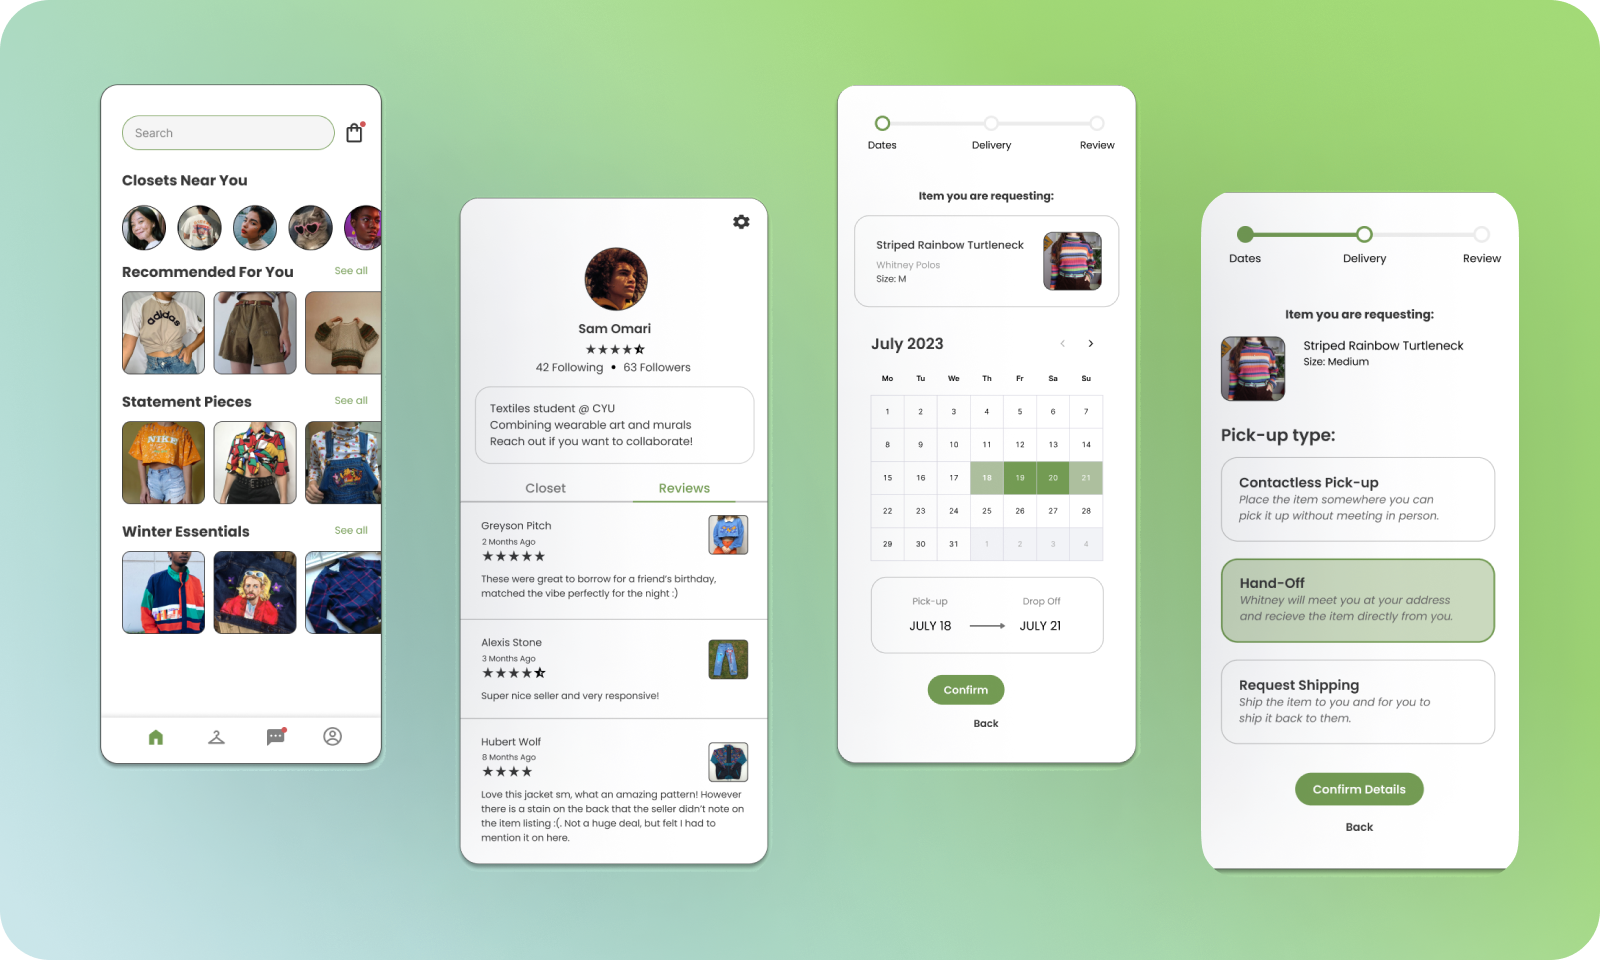 Search
Closets Near You
Recommended For You
See all
adidas
Statement Pieces
See all
NIKE
Winter Essentials
See all
Sam Omari
42 Following • 63 Followers
Textiles student @ CYU
Combining wearable art and murals
Reach out if you want to collaborate!
Closet
Reviews
Greyson Pitch
2 Months Ago
These were great to borrow for a friend's birthday,
matched the vibe perfectly for the night :)
Alexis Stone
3 Months Ago
Super nice seller and very responsive!
Hubert Wolf
8 Months Ago
Love this jacket sm, what an amazing pattern! However
there is a stain on the back that the seller didn't note on
the item listing :(. Not a huge deal, but felt I had to
mention it on here.
Dates
Delivery
Review
Item you are requesting:
Striped Rainbow Turtleneck
Whitney Polos
Size: M
July 2023
Mo Tu We Th Fr Sa Su
1 2 3 4 5 6 7
8 9 10 11 12 13 14
15 16 17 18 19 20 21
22 23 24 25 26 27 28
29 30 31 1 2 3 4
Pick-up
Drop Off
JULY 18
JULY 21
Confirm
Back
Dates
Delivery
Review
Item you are requesting:
Striped Rainbow Turtleneck
Size: Medium
Pick-up type:
Contactless Pick-up
Place the item somewhere you can
pick it up without meeting in person.
Hand-Off
Whitney will meet you at your address
and recieve the item directly from you.
Request Shipping
Ship the item to you and for you to
ship it back to them.
Confirm Details
Back